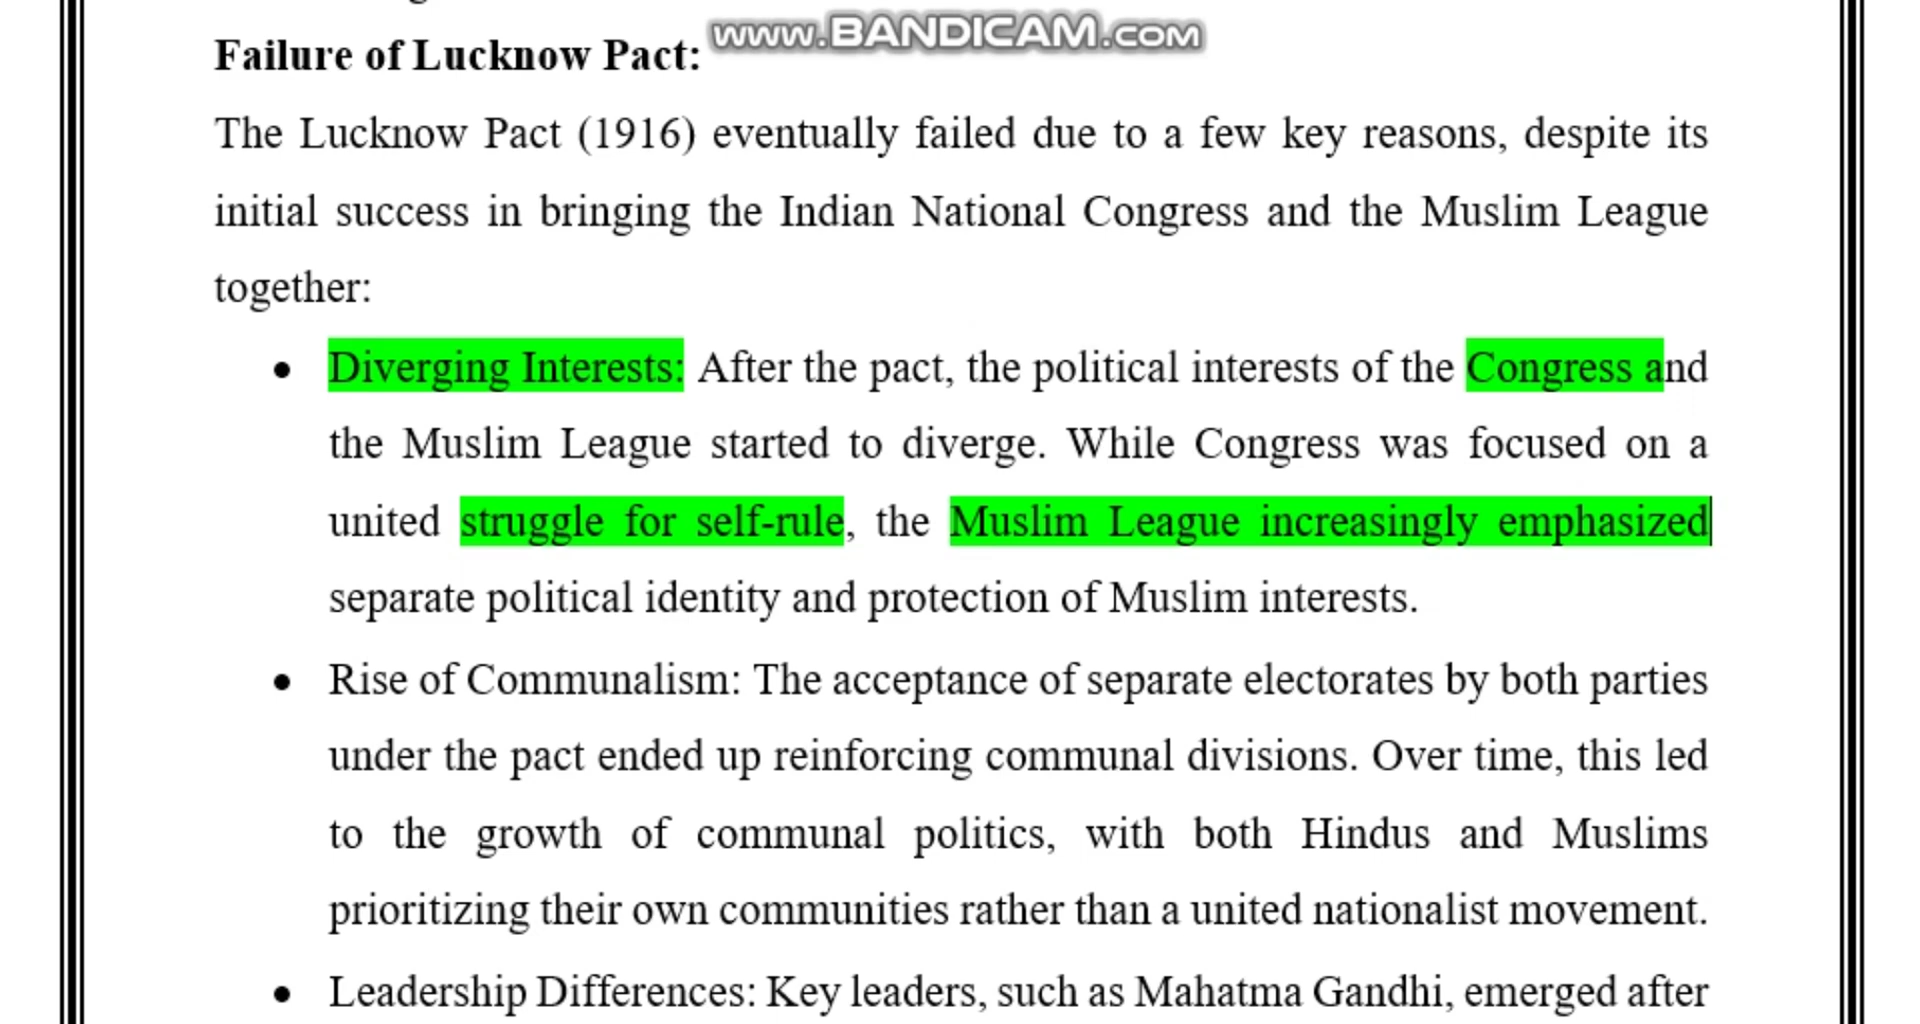 www.BANDICAM.com
Failure of Lucknow Pact:
The Lucknow Pact (1916) eventually failed due to a few key reasons, despite its
initial success in bringing the Indian National Congress and the Muslim League
together:
● Diverging Interests: After the pact, the political interests of the Congress and
the Muslim League started to diverge. While Congress was focused on a
united struggle for self-rule, the Muslim League increasingly emphasized
separate political identity and protection of Muslim interests.
● Rise of Communalism: The acceptance of separate electorates by both parties
under the pact ended up reinforcing communal divisions. Over time, this led
to the growth of communal politics, with both Hindus and Muslims
prioritizing their own communities rather than a united nationalist movement.
● Leadership Differences: Key leaders, such as Mahatma Gandhi, emerged after